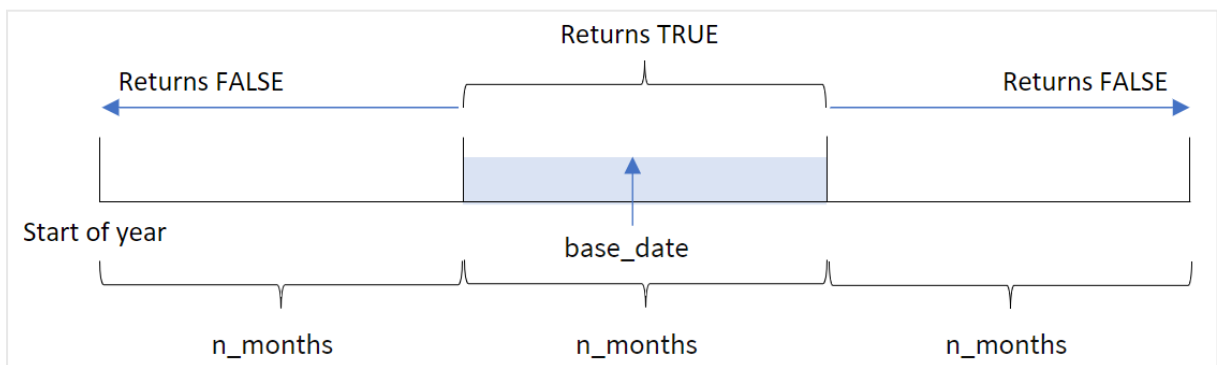 Returns TRUE
Returns FALSE
Returns FALSE
Start of year
base_date
n_months
n_months
n_months